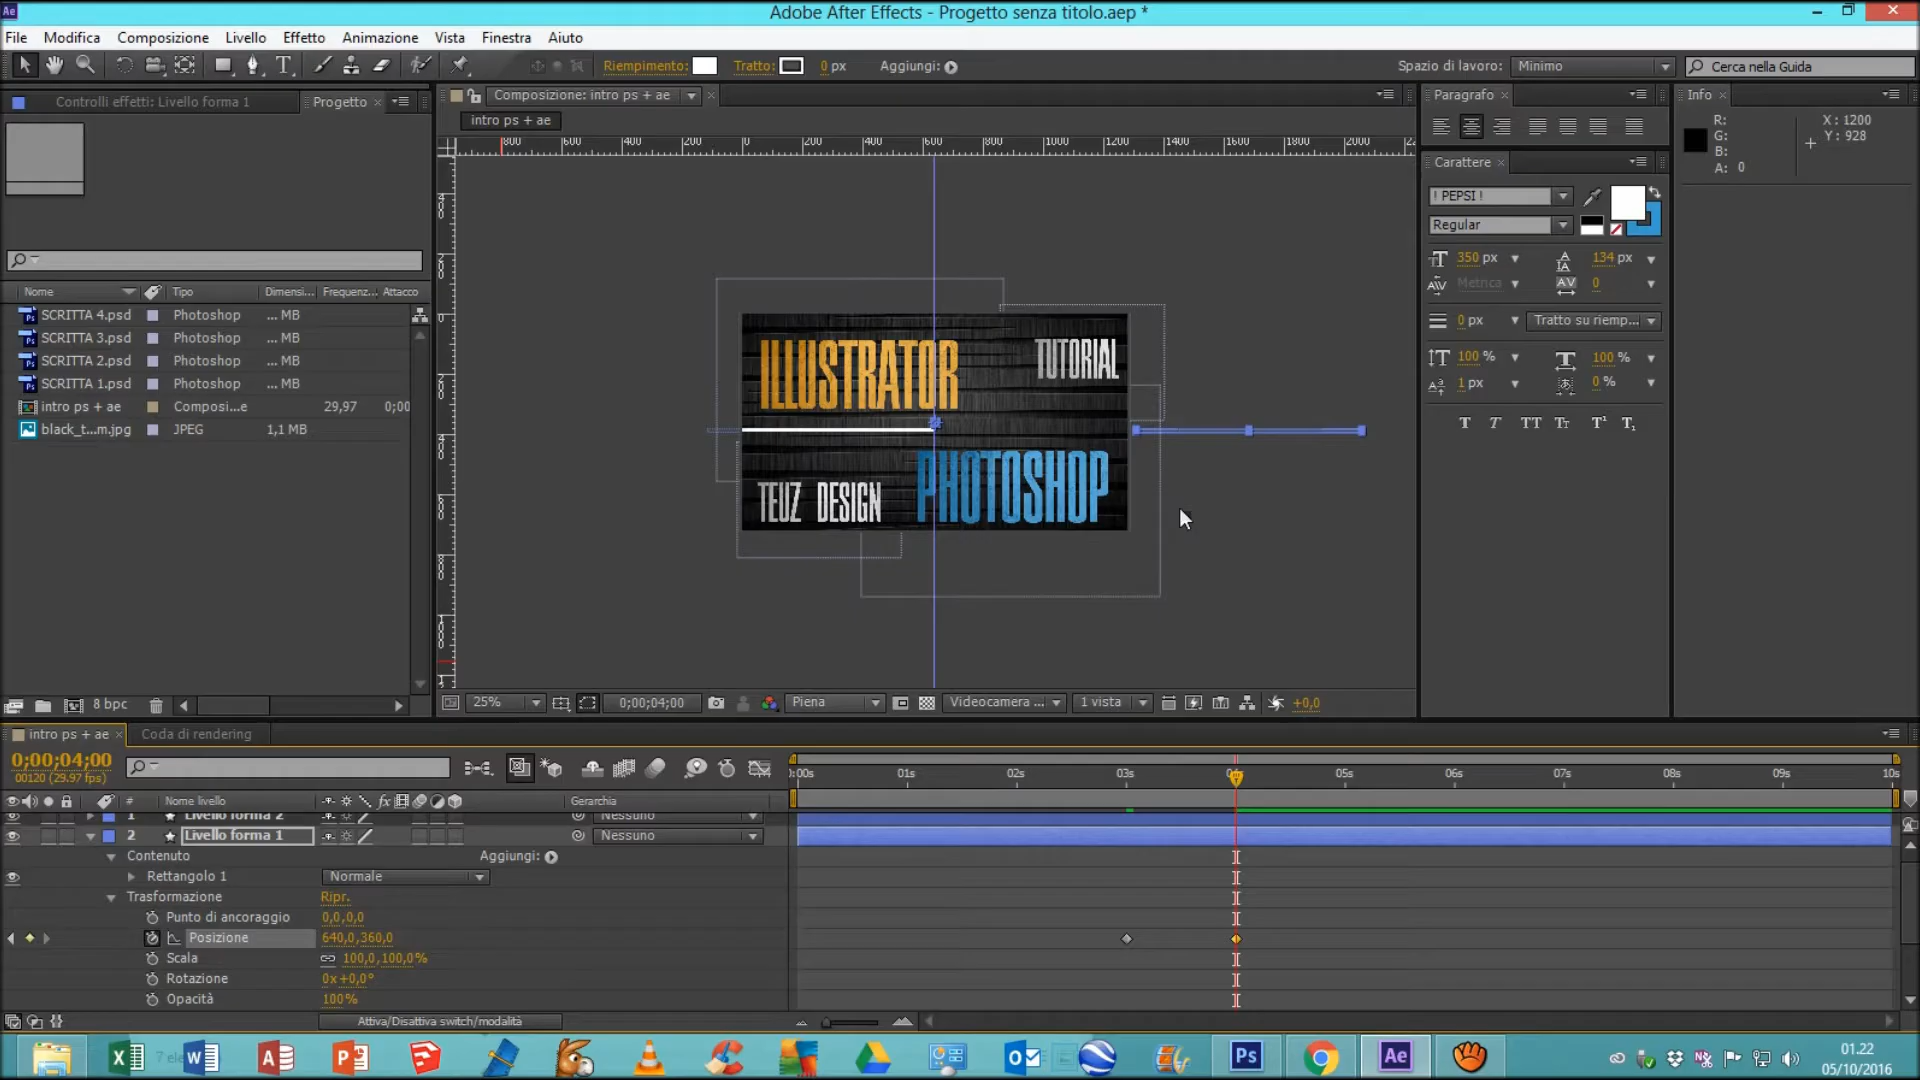 Adobe After Effects - Progetto senza titolo.aep *
File Modifica Composizione Livello Effetto Animazione Vista Finestra Aiuto
Riempimento: Tratto: 0 px Aggiungi: Spazio di lavoro: Minimo Cerca nella Guida
Controlli effetti: Livello forma 1 Progetto
Composizione: intro ps + ae
intro ps + ae
Paragrafo
Info
R:
G:
B:
A: 0
X : 1200
Y : 928
Carattere
! PEPSI !
Regular
350 px 134 px
Metrica 0
0 px Tratto su riemp...
100 % 100 %
1 px 0 %
T T TT Tт T¹ T₁
Nome Tipo Dimensi... Frequenz... Attacco
SCRITTA 4.psd Photoshop ... MB
SCRITTA 3.psd Photoshop ... MB
SCRITTA 2.psd Photoshop ... MB
SCRITTA 1.psd Photoshop ... MB
intro ps + ae Composi...e 29,97 0;00
black_t...m.jpg JPEG 1,1 MB
ILLUSTRATOR
TUTORIAL
TEUZ DESIGN
PHOTOSHOP
8 bpc
25% 0;00;04;00 Piena Videocamera ... 1 vista +0,0
intro ps + ae Coda di rendering
0;00;04;00
00120 (29.97 fps)
:00s 01s 02s 03s 05s 06s 07s 08s 09s 10s
# Nome livello Gerarchia
1 Livello forma 2 Nessuno
2 Livello forma 1 Nessuno
Contenuto Aggiungi:
Rettangolo 1 Normale
Trasformazione Ripr.
Punto di ancoraggio 0,0,0,0
Posizione 640,0,360,0
Scala 100,0,100,0%
Rotazione 0x+0,0°
Opacità 100%
Attiva/Disattiva switch/modalità
01.22
05/10/2016